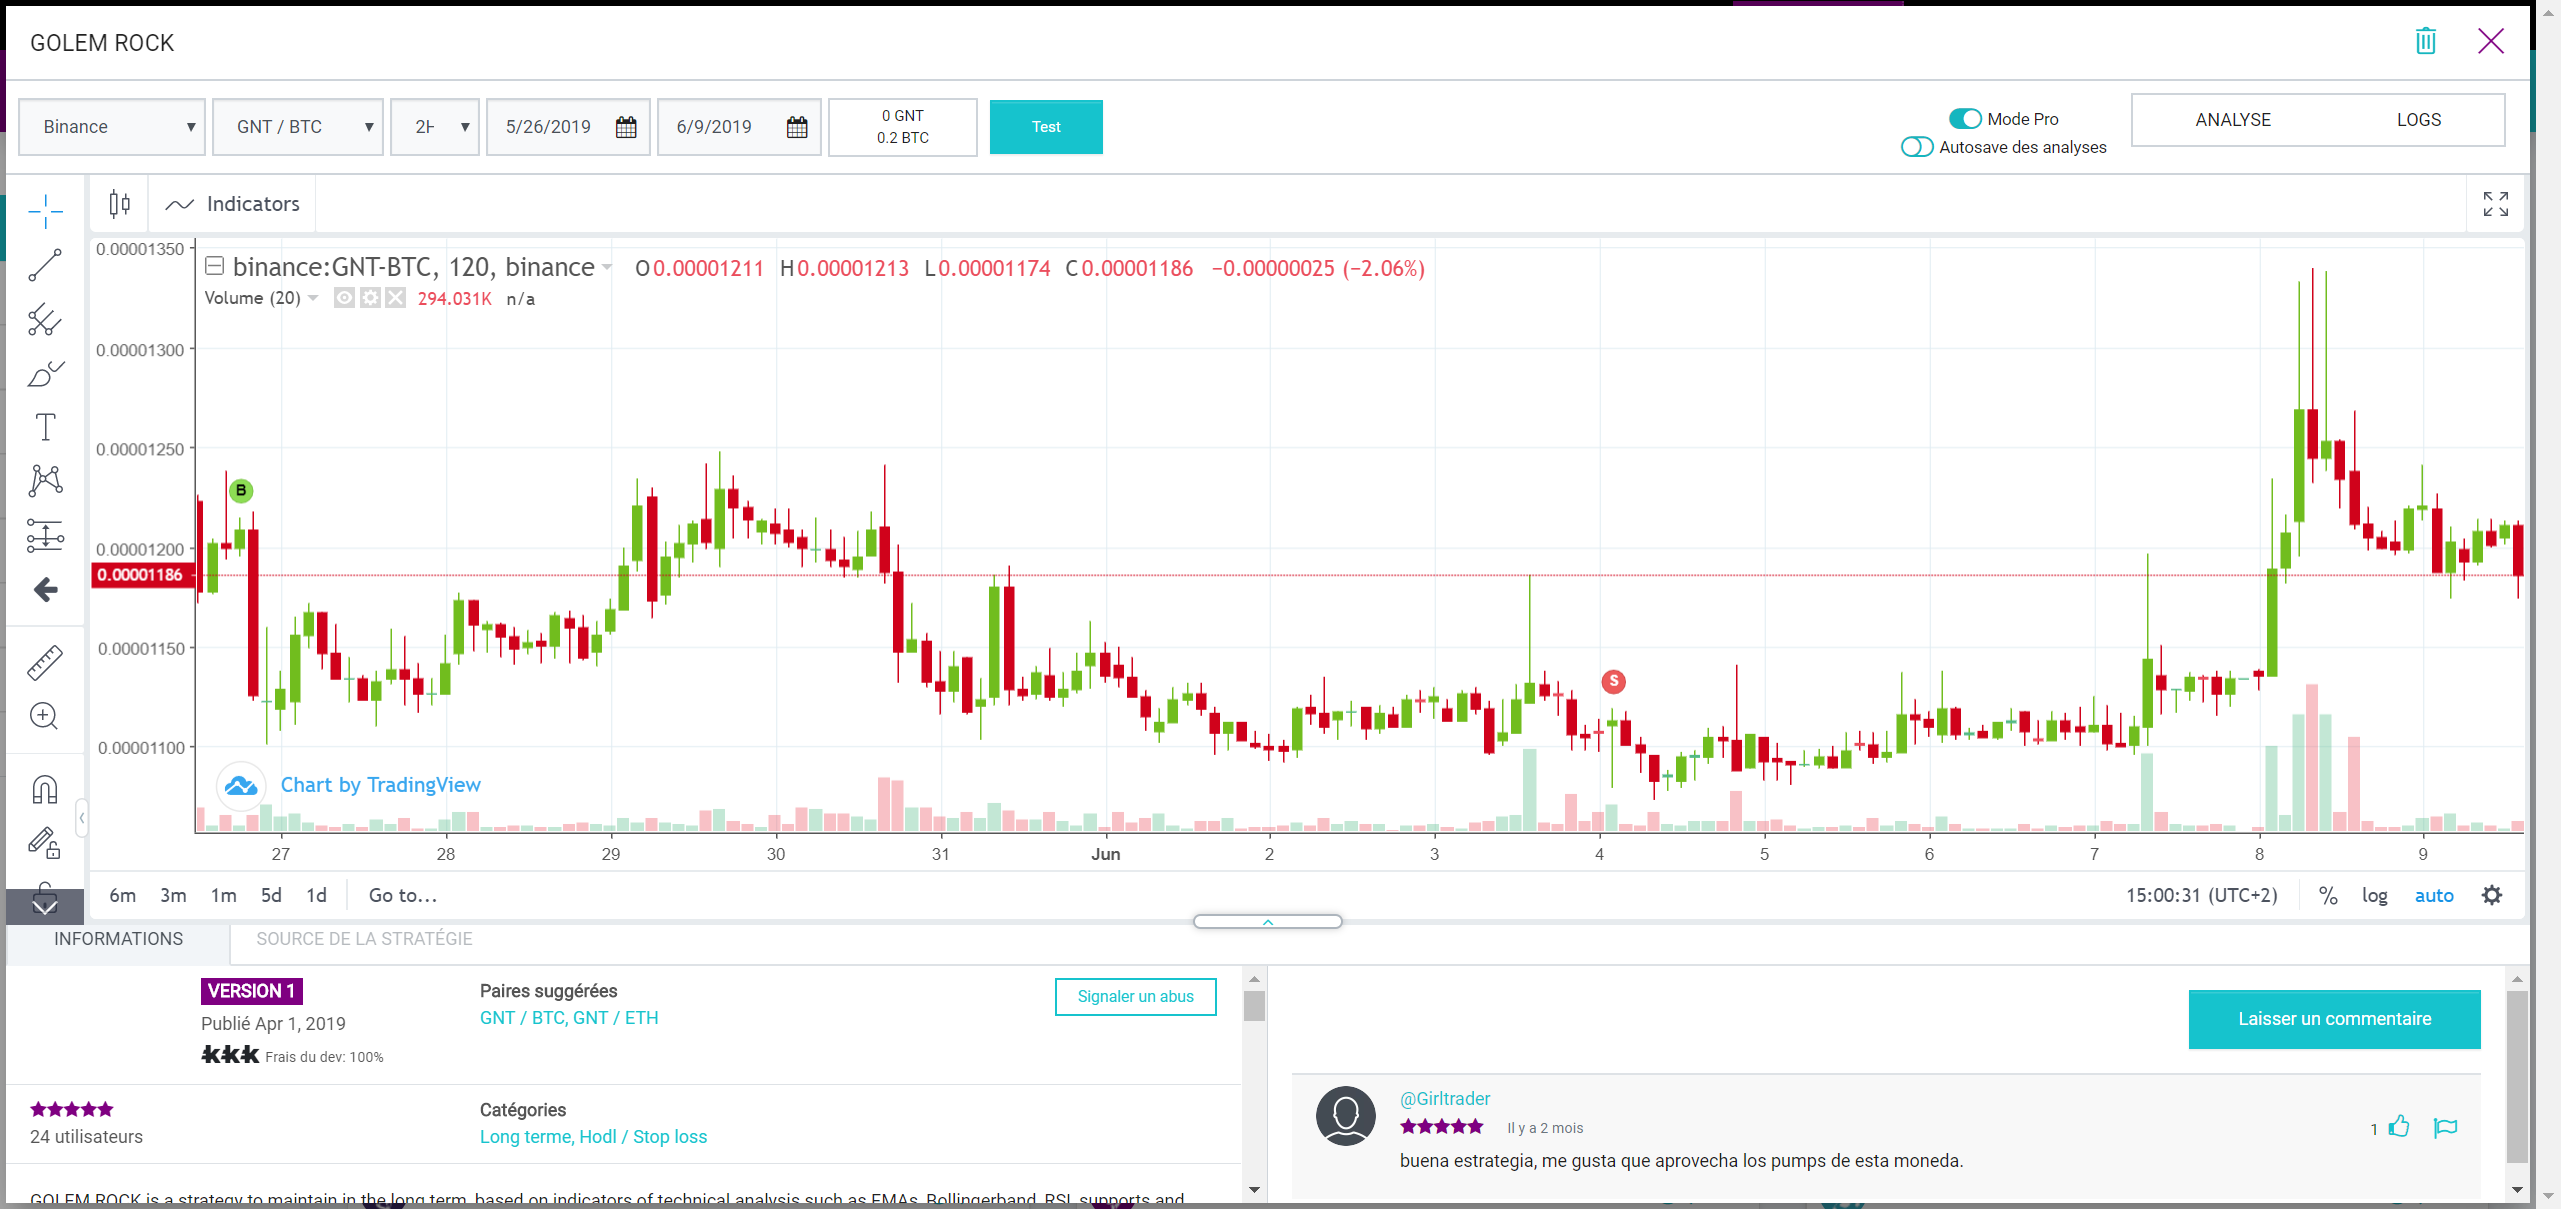 GOLEM ROCK
Binance
GNT / BTC
2H
5/26/2019
6/9/2019
0 GNT
0.2 BTC
Test
Mode Pro
Autosave des analyses
ANALYSE
LOGS
Indicators
binance:GNT-BTC, 120, binance O0.00001211 H0.00001213 L0.00001174 C0.00001186 −0.00000025 (−2.06%)
Volume (20) 294.031K n/a
0.00001350
0.00001300
0.00001250
0.00001200
0.00001186
0.00001150
0.00001100
B
S
Chart by TradingView
27 28 29 30 31 Jun 2 3 4 5 6 7 8 9
6m 3m 1m 5d 1d Go to...
15:00:31 (UTC+2) % log auto
INFORMATIONS
SOURCE DE LA STRATÉGIE
VERSION 1
Publié Apr 1, 2019
Frais du dev: 100%
Paires suggérées
GNT / BTC, GNT / ETH
Signaler un abus
24 utilisateurs
Catégories
Long terme, Hodl / Stop loss
GOLEM ROCK is a strategy to maintain in the long term, based on indicators of technical analysis such as EMAs, Bollingerband, RSI, supports and
Laisser un commentaire
@Girltrader
Il y a 2 mois
1
buena estrategia, me gusta que aprovecha los pumps de esta moneda.